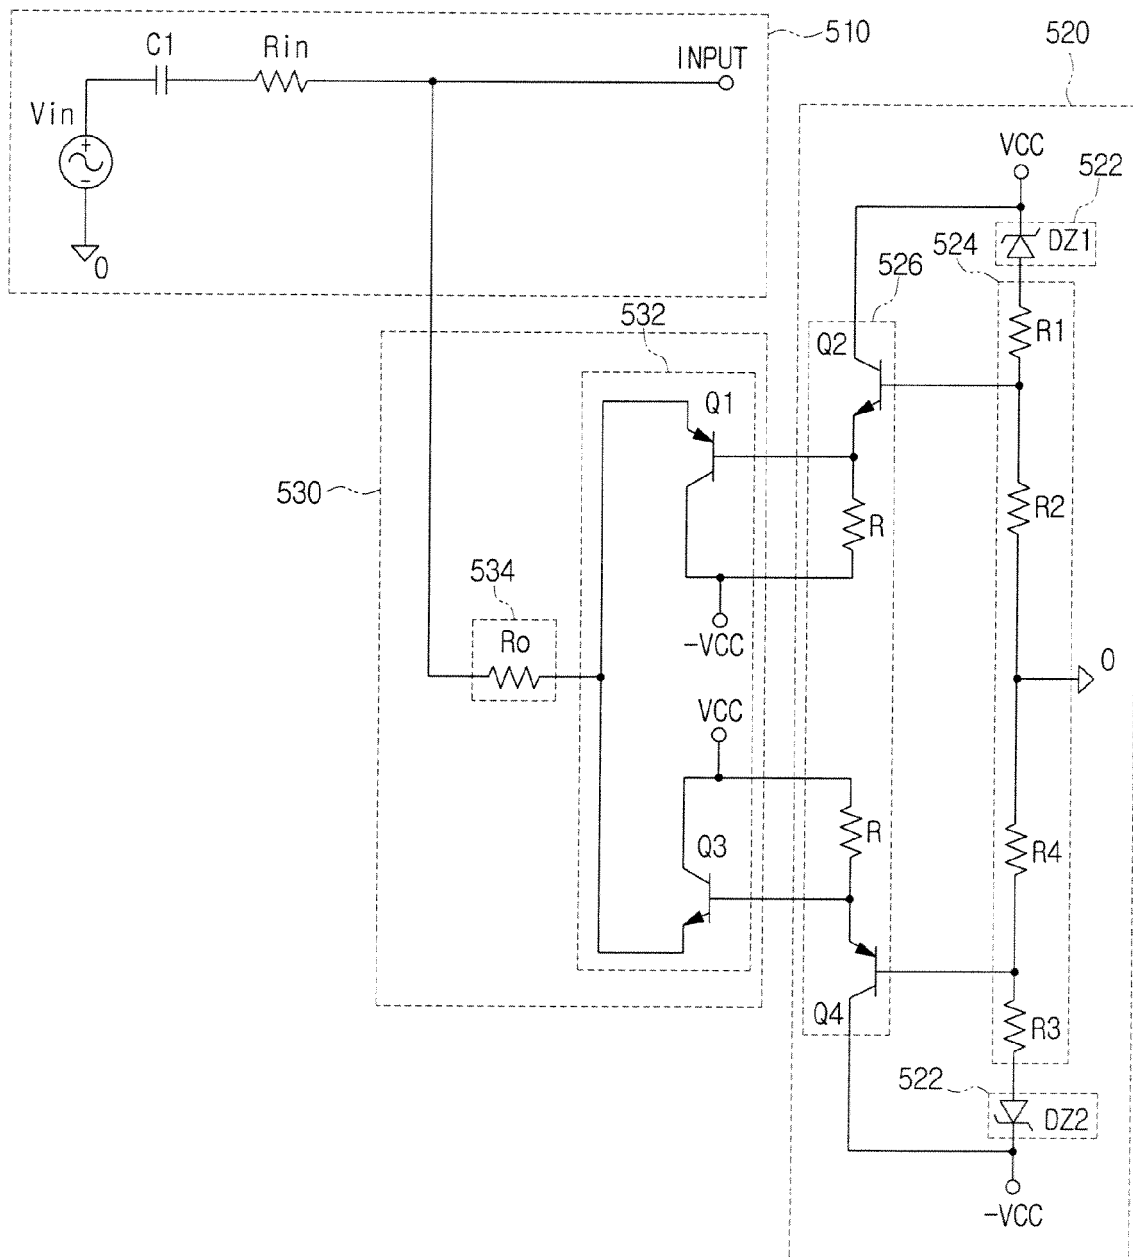 510
520
C1
Rin
INPUT
Vin
+
-
0
VCC
522
DZ1
524
526
R1
532
Q2
Q1
530
R
R2
534
Ro
-VCC
0
VCC
R
R4
Q3
Q4
R3
522
DZ2
-VCC